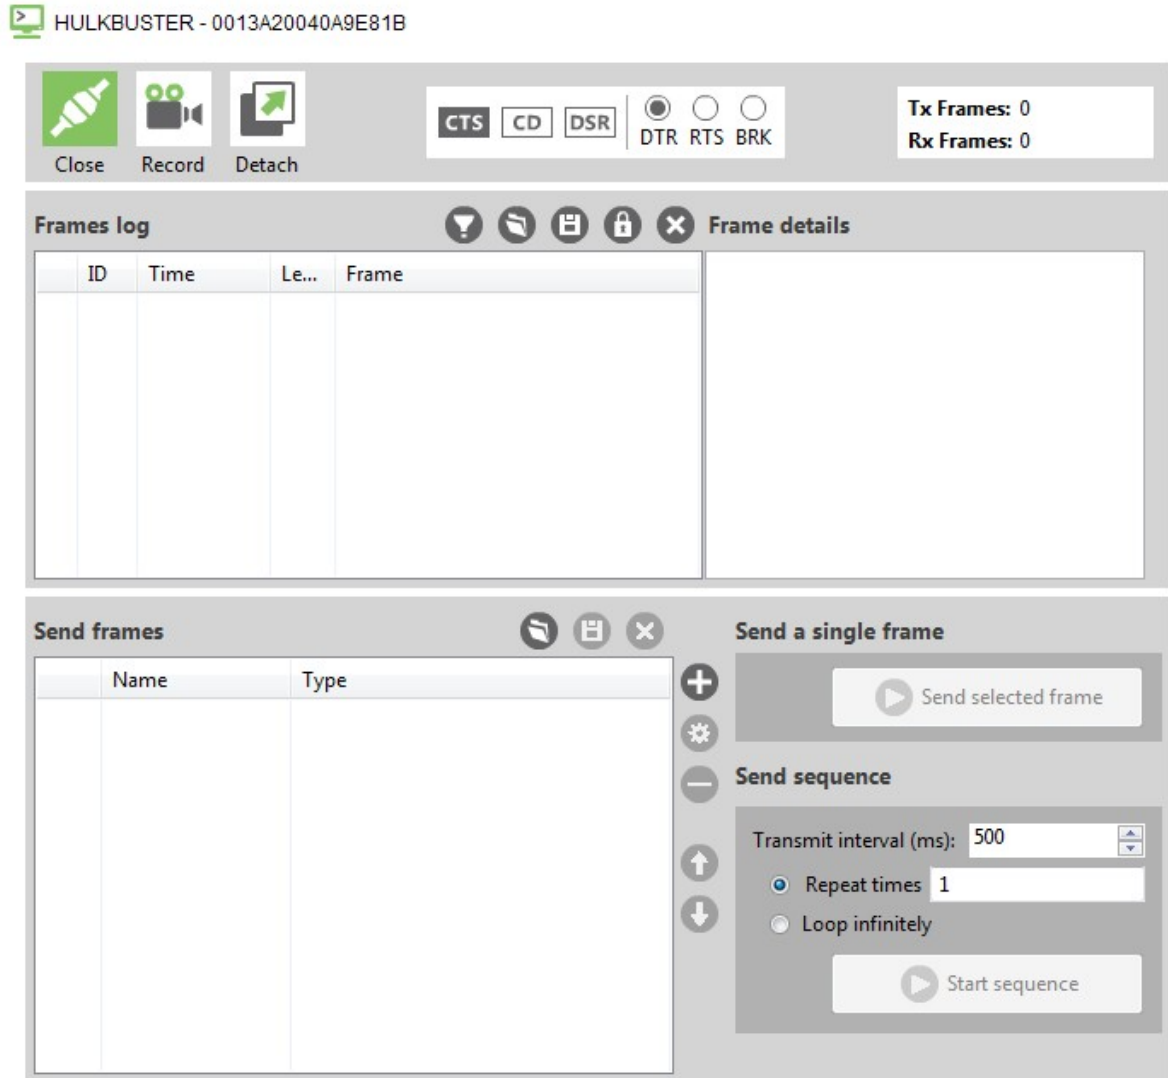 HULKBUSTER - 0013A20040A9E81B
Close Record Detach
CTS CD DSR DTR RTS BRK
Tx Frames: 0
Rx Frames: 0
Frames log
ID Time Le... Frame
Frame details
Send frames
Name Type
Send a single frame
Send selected frame
Send sequence
Transmit interval (ms): 500
Repeat times 1
Loop infinitely
Start sequence